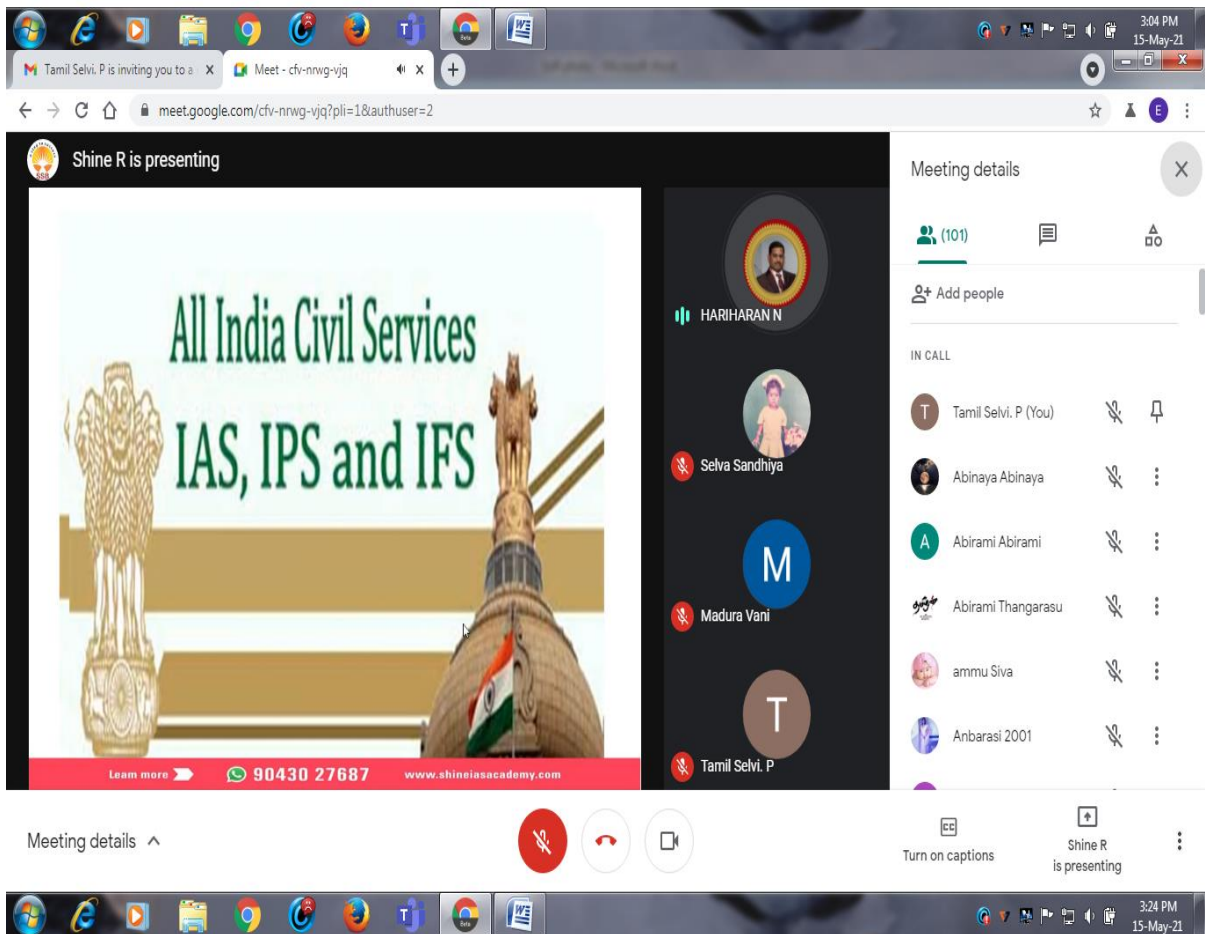 3:04 PM
15-May-21
Tamil Selvi. P is inviting you to a
Meet - cfv-nrwg-vjq
meet.google.com/cfv-nrwg-vjq?pli=1&authuser=2
E
SSB
Shine R is presenting
All India Civil Services
IAS, IPS and IFS
Learn more
90430 27687
www.shineiasacademy.com
HARIHARAN N
Selva Sandhiya
M
Madura Vani
T
Tamil Selvi. P
Meeting details
(101)
Add people
IN CALL
T
Tamil Selvi. P (You)
Abinaya Abinaya
A
Abirami Abirami
Abirami Thangarasu
ammu Siva
Anbarasi 2001
Meeting details
CC
Turn on captions
Shine R
is presenting
3:24 PM
15-May-21